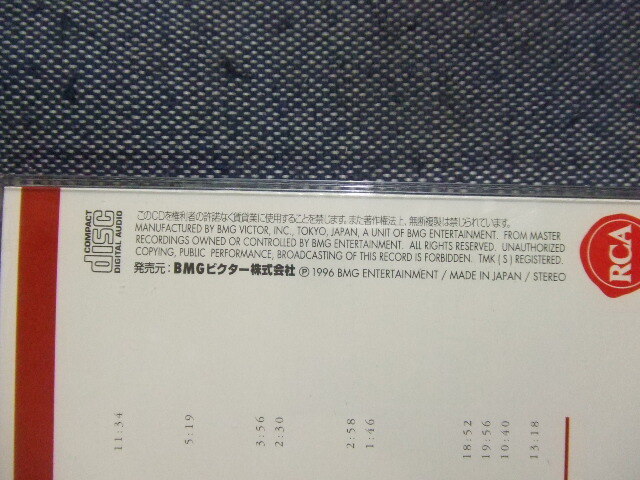 COMPACT
disc
DIGITAL AUDIO
このCDを権利者の許諾なく賃貸業に使用することを禁じます。また著作権法上、無断複製は禁じられています。
MANUFACTURED BY BMG VICTOR, INC., TOKYO, JAPAN, A UNIT OF BMG ENTERTAINMENT. FROM MASTER
RECORDINGS OWNED OR CONTROLLED BY BMG ENTERTAINMENT. ALL RIGHTS RESERVED. UNAUTHORIZED
COPYING, PUBLIC PERFORMANCE, BROADCASTING OF THIS RECORD IS FORBIDDEN. TMK(S) REGISTERED.
発売元:BMGビクター株式会社 Ⓟ 1996 BMG ENTERTAINMENT / MADE IN JAPAN / STEREO
RCA
11:34
5:19
3:56
2:30
2:58
1:46
18:52
19:56
10:40
13:18